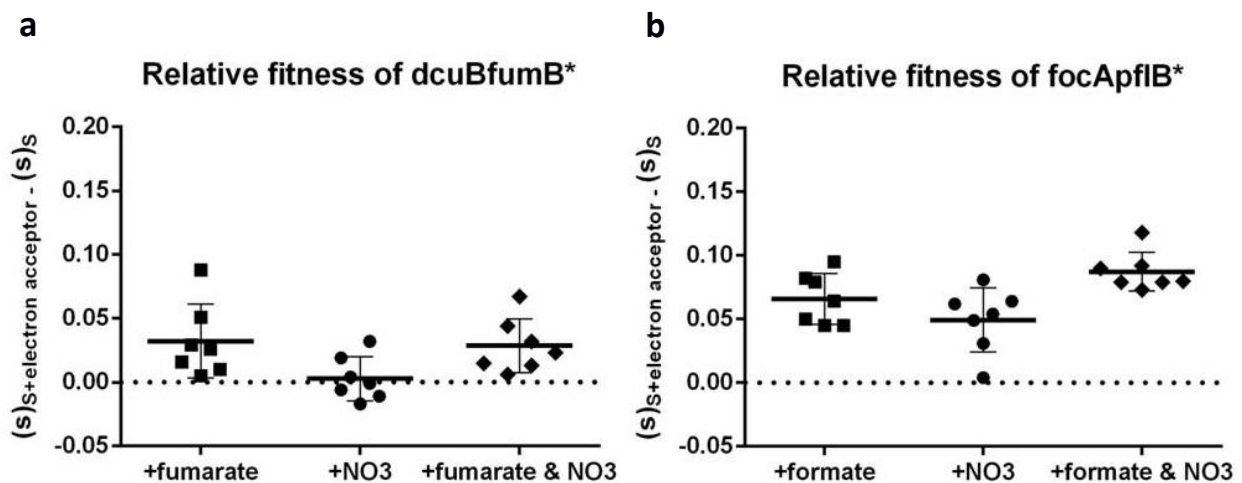 a
Relative fitness of dcuBfumB*
(s)S+electron acceptor - (s)S
0.20
0.15
0.10
0.05
0.00
-0.05
+fumarate
+NO3
+fumarate & NO3
b
Relative fitness of focApflB*
(s)S+electron acceptor - (s)S
0.20
0.15
0.10
0.05
0.00
-0.05
+formate
+NO3
+formate & NO3